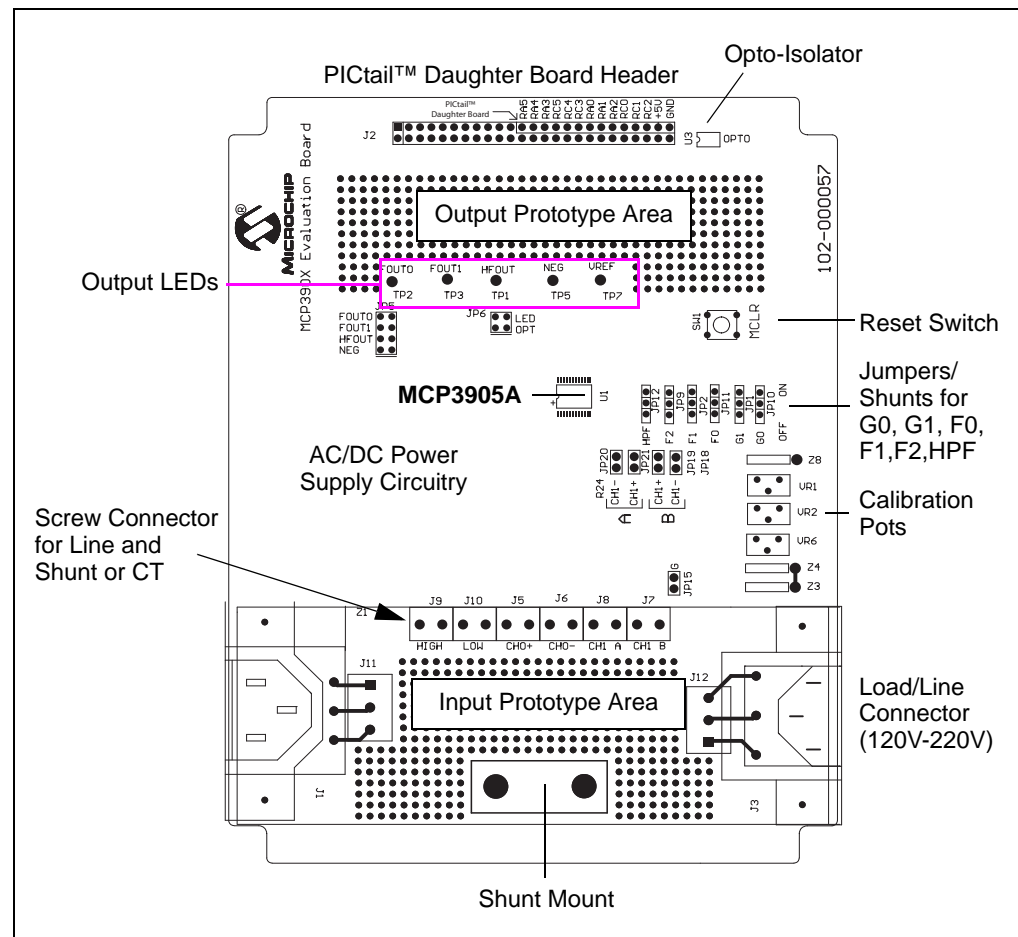 Opto-Isolator
PICtail™ Daughter Board Header
PICtail™
Daughter Board
RA5
RA4
RA3
RC5
RC4
RC3
RA0
RA1
RA2
RC0
RC1
RC2
+5V
GND
J2
U3
OPTO
®
MICROCHIP
MCP390X Evaluation Board
102-000057
Output Prototype Area
Output LEDs
FOUT0 FOUT1 HFOUT NEG VREF
TP2 TP3 TP1 TP5 TP7
JP5
FOUT0
FOUT1
HFOUT
NEG
JP6
LED
OPT
SW1
MCLR
Reset Switch
MCP3905A
+
U1
JP12 JP9 JP2 JP11 JP1 JP10
ON
HPF F2 F1 F0 G1 G0 OFF
Jumpers/
Shunts for
G0, G1, F0,
F1,F2,HPF
AC/DC Power
Supply Circuitry
JP20 JP21 JP19 JP18
R24
CH1- CH1+ CH1+ CH1-
A B
Z8
VR1
VR2
VR6
Z4
Z3
Calibration
Pots
Screw Connector
for Line and
Shunt or CT
G
JP15
Z1
J9 J10 J5 J6 J8 J7
HIGH LOW CH0+ CH0- CH1 A CH1 B
J11
J12
Input Prototype Area
Load/Line
Connector
(120V-220V)
J1
J3
Shunt Mount